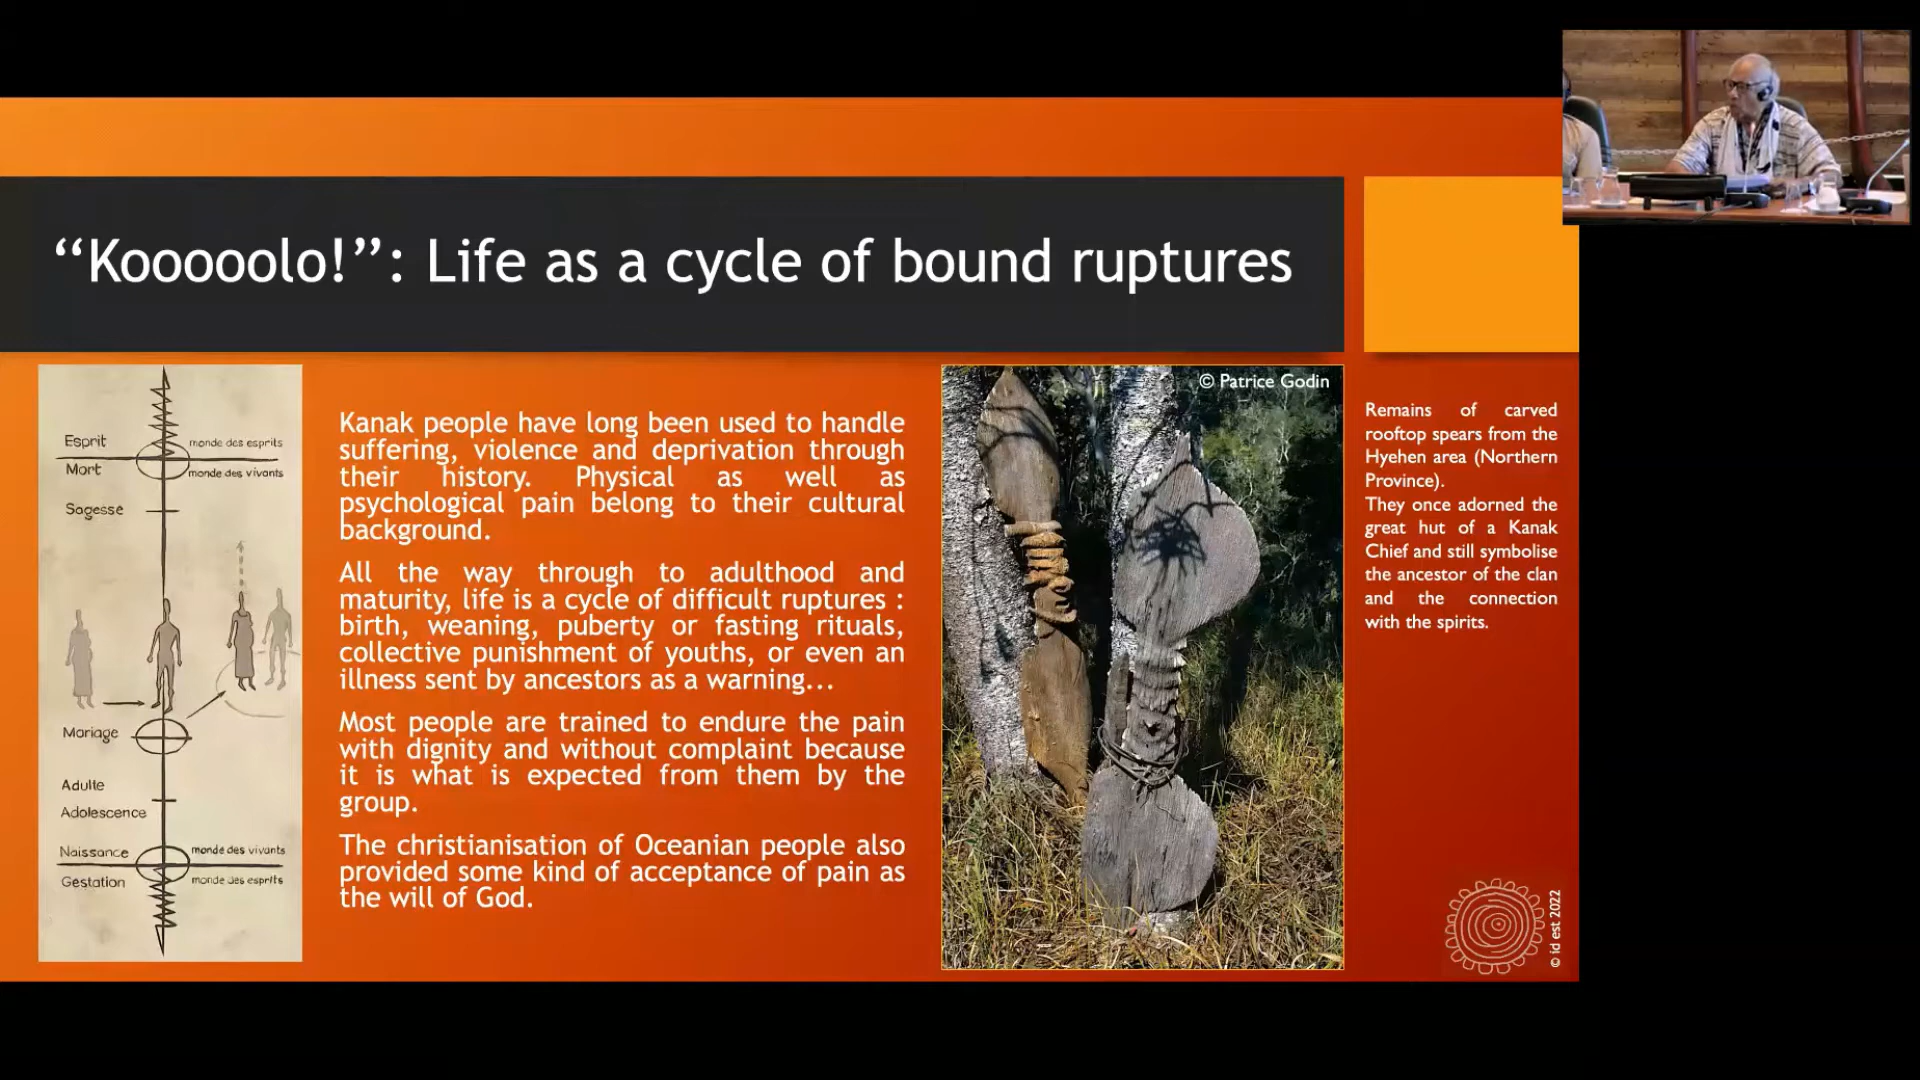 “Kooooolo!”: Life as a cycle of bound ruptures
Esprit
monde des esprits
Mort
monde des vivants
Sagesse
Mariage
Adulte
Adolescence
Naissance
monde des vivants
Gestation
monde des esprits
Kanak people have long been used to handle
suffering, violence and deprivation through
their history. Physical as well as
psychological pain belong to their cultural
background.
All the way through to adulthood and
maturity, life is a cycle of difficult ruptures :
birth, weaning, puberty or fasting rituals,
collective punishment of youths, or even an
illness sent by ancestors as a warning...
Most people are trained to endure the pain
with dignity and without complaint because
it is what is expected from them by the
group.
The christianisation of Oceanian people also
provided some kind of acceptance of pain as
the will of God.
© Patrice Godin
Remains of carved
rooftop spears from the
Hyehen area (Northern
Province).
They once adorned the
great hut of a Kanak
Chief and still symbolise
the ancestor of the clan
and the connection
with the spirits.
© id est 2022